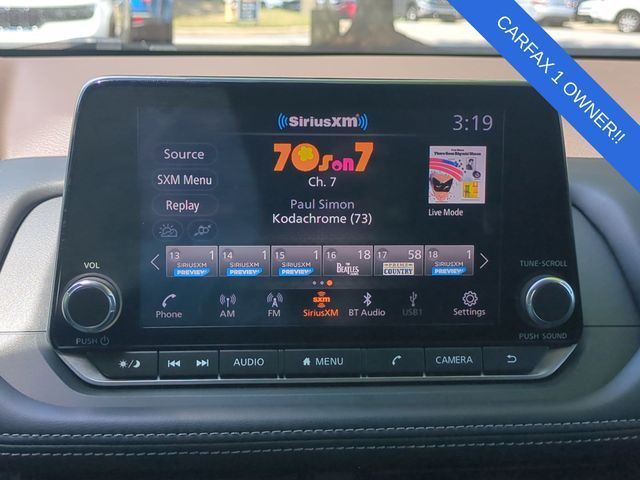 CARFAX 1 OWNER!!
((SiriusXM))
3:19
Source
SXM Menu
Replay
70s on 7
Ch. 7
Paul Simon
Kodachrome (73)
Live Mode
13 1
SIRIUSXM
PREVIEW
14 1
SIRIUSXM
PREVIEW
15 1
SIRIUSXM
PREVIEW
16 18
THE BEATLES
17 58
PRIME COUNTRY
18 1
SIRIUSXM
PREVIEW
Phone
AM
FM
sxm
SiriusXM
BT Audio
USB1
Settings
VOL
PUSH
TUNE·SCROLL
PUSH SOUND
AUDIO
MENU
CAMERA